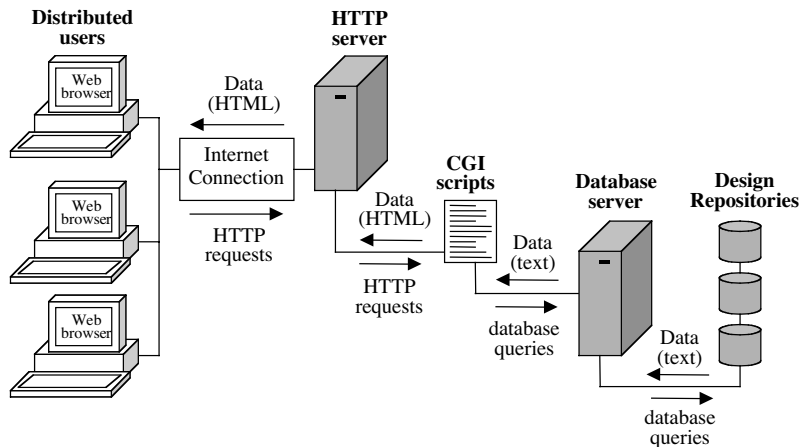 Distributed
users
HTTP
server
Web
browser
Data
(HTML)
Internet
Connection
HTTP
requests
Web
browser
Web
browser
CGI
scripts
Data
(HTML)
HTTP
requests
Database
server
Data
(text)
database
queries
Design
Repositories
Data
(text)
database
queries